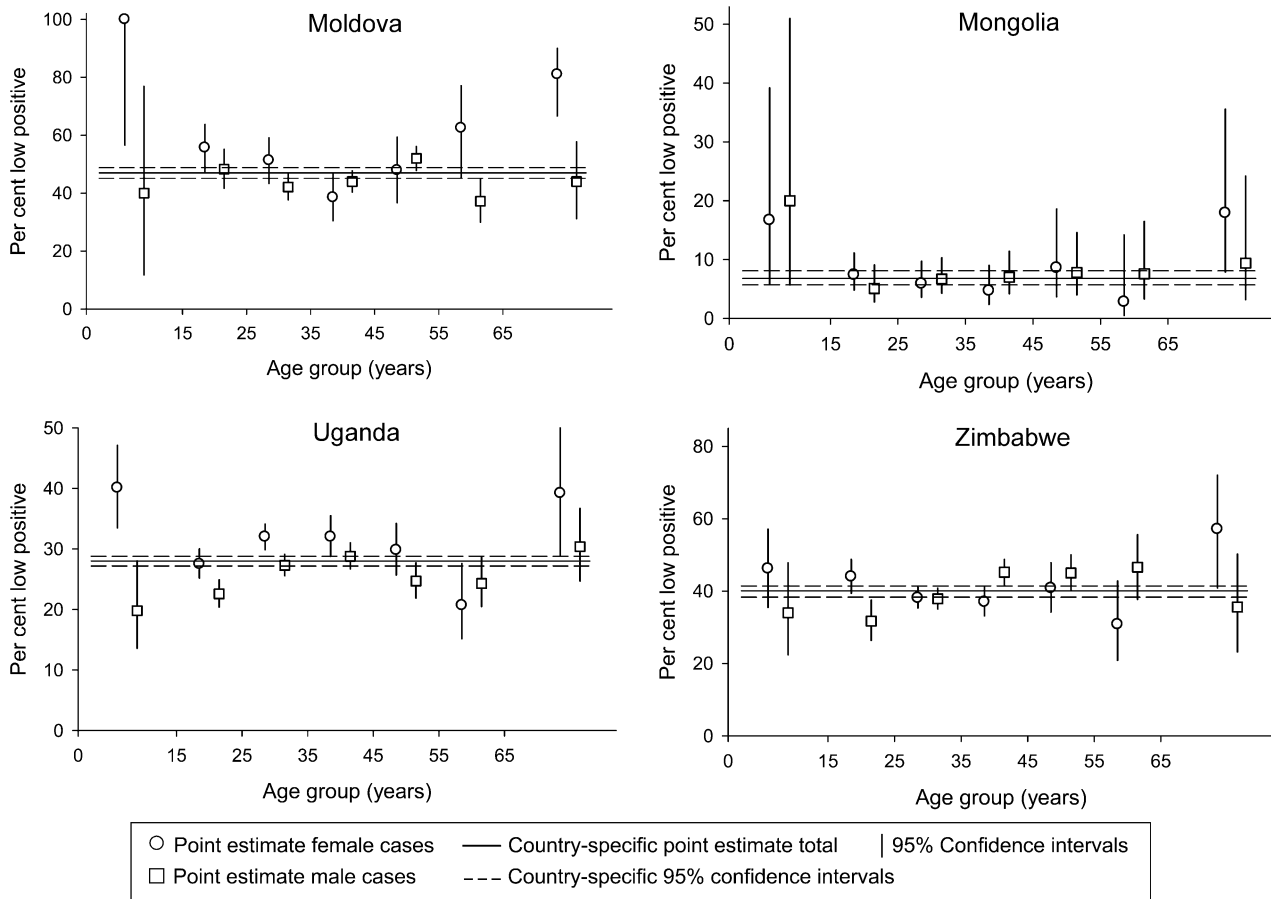 Moldova
Per cent low positive
100
80
60
40
20
0
0 15 25 35 45 55 65
Age group (years)
Mongolia
Per cent low positive
50
40
30
20
10
0
0 15 25 35 45 55 65
Age group (years)
Uganda
Per cent low positive
50
40
30
20
10
0
0 15 25 35 45 55 65
Age group (years)
Zimbabwe
Per cent low positive
80
60
40
20
0
0 15 25 35 45 55 65
Age group (years)
Point estimate female cases Country-specific point estimate total 95% Confidence intervals
Point estimate male cases Country-specific 95% confidence intervals